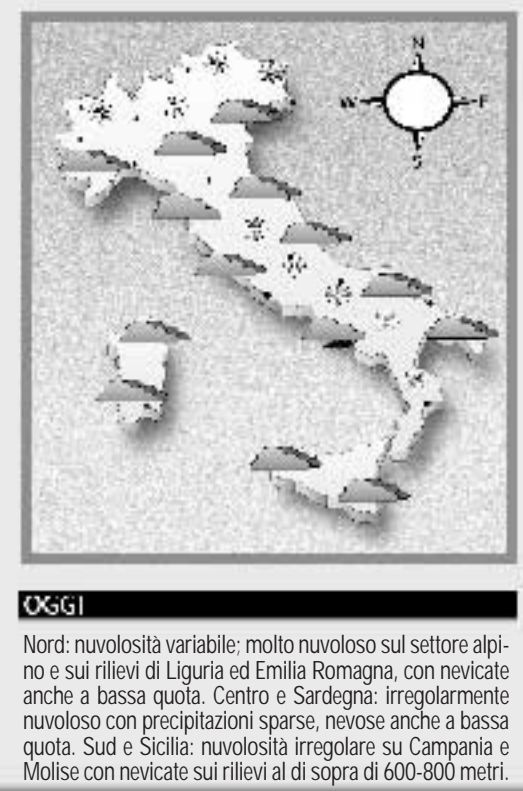 N
W
E
S
OGGI
Nord: nuvolosità variabile; molto nuvoloso sul settore alpi-
no e sui rilievi di Liguria ed Emilia Romagna, con nevicate
anche a bassa quota. Centro e Sardegna: irregolarmente
nuvoloso con precipitazioni sparse, nevose anche a bassa
quota. Sud e Sicilia: nuvolosità irregolare su Campania e
Molise con nevicate sui rilievi al di sopra di 600-800 metri.